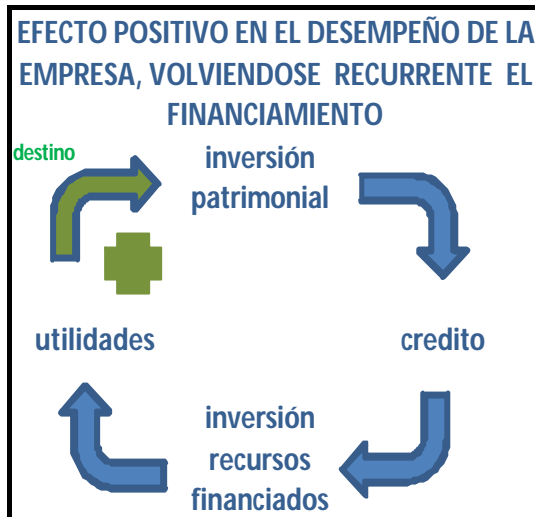 EFECTO POSITIVO EN EL DESEMPEÑO DE LA
EMPRESA, VOLVIENDOSE RECURRENTE EL
FINANCIAMIENTO
destino
inversión
patrimonial
utilidades
credito
inversión
recursos
financiados